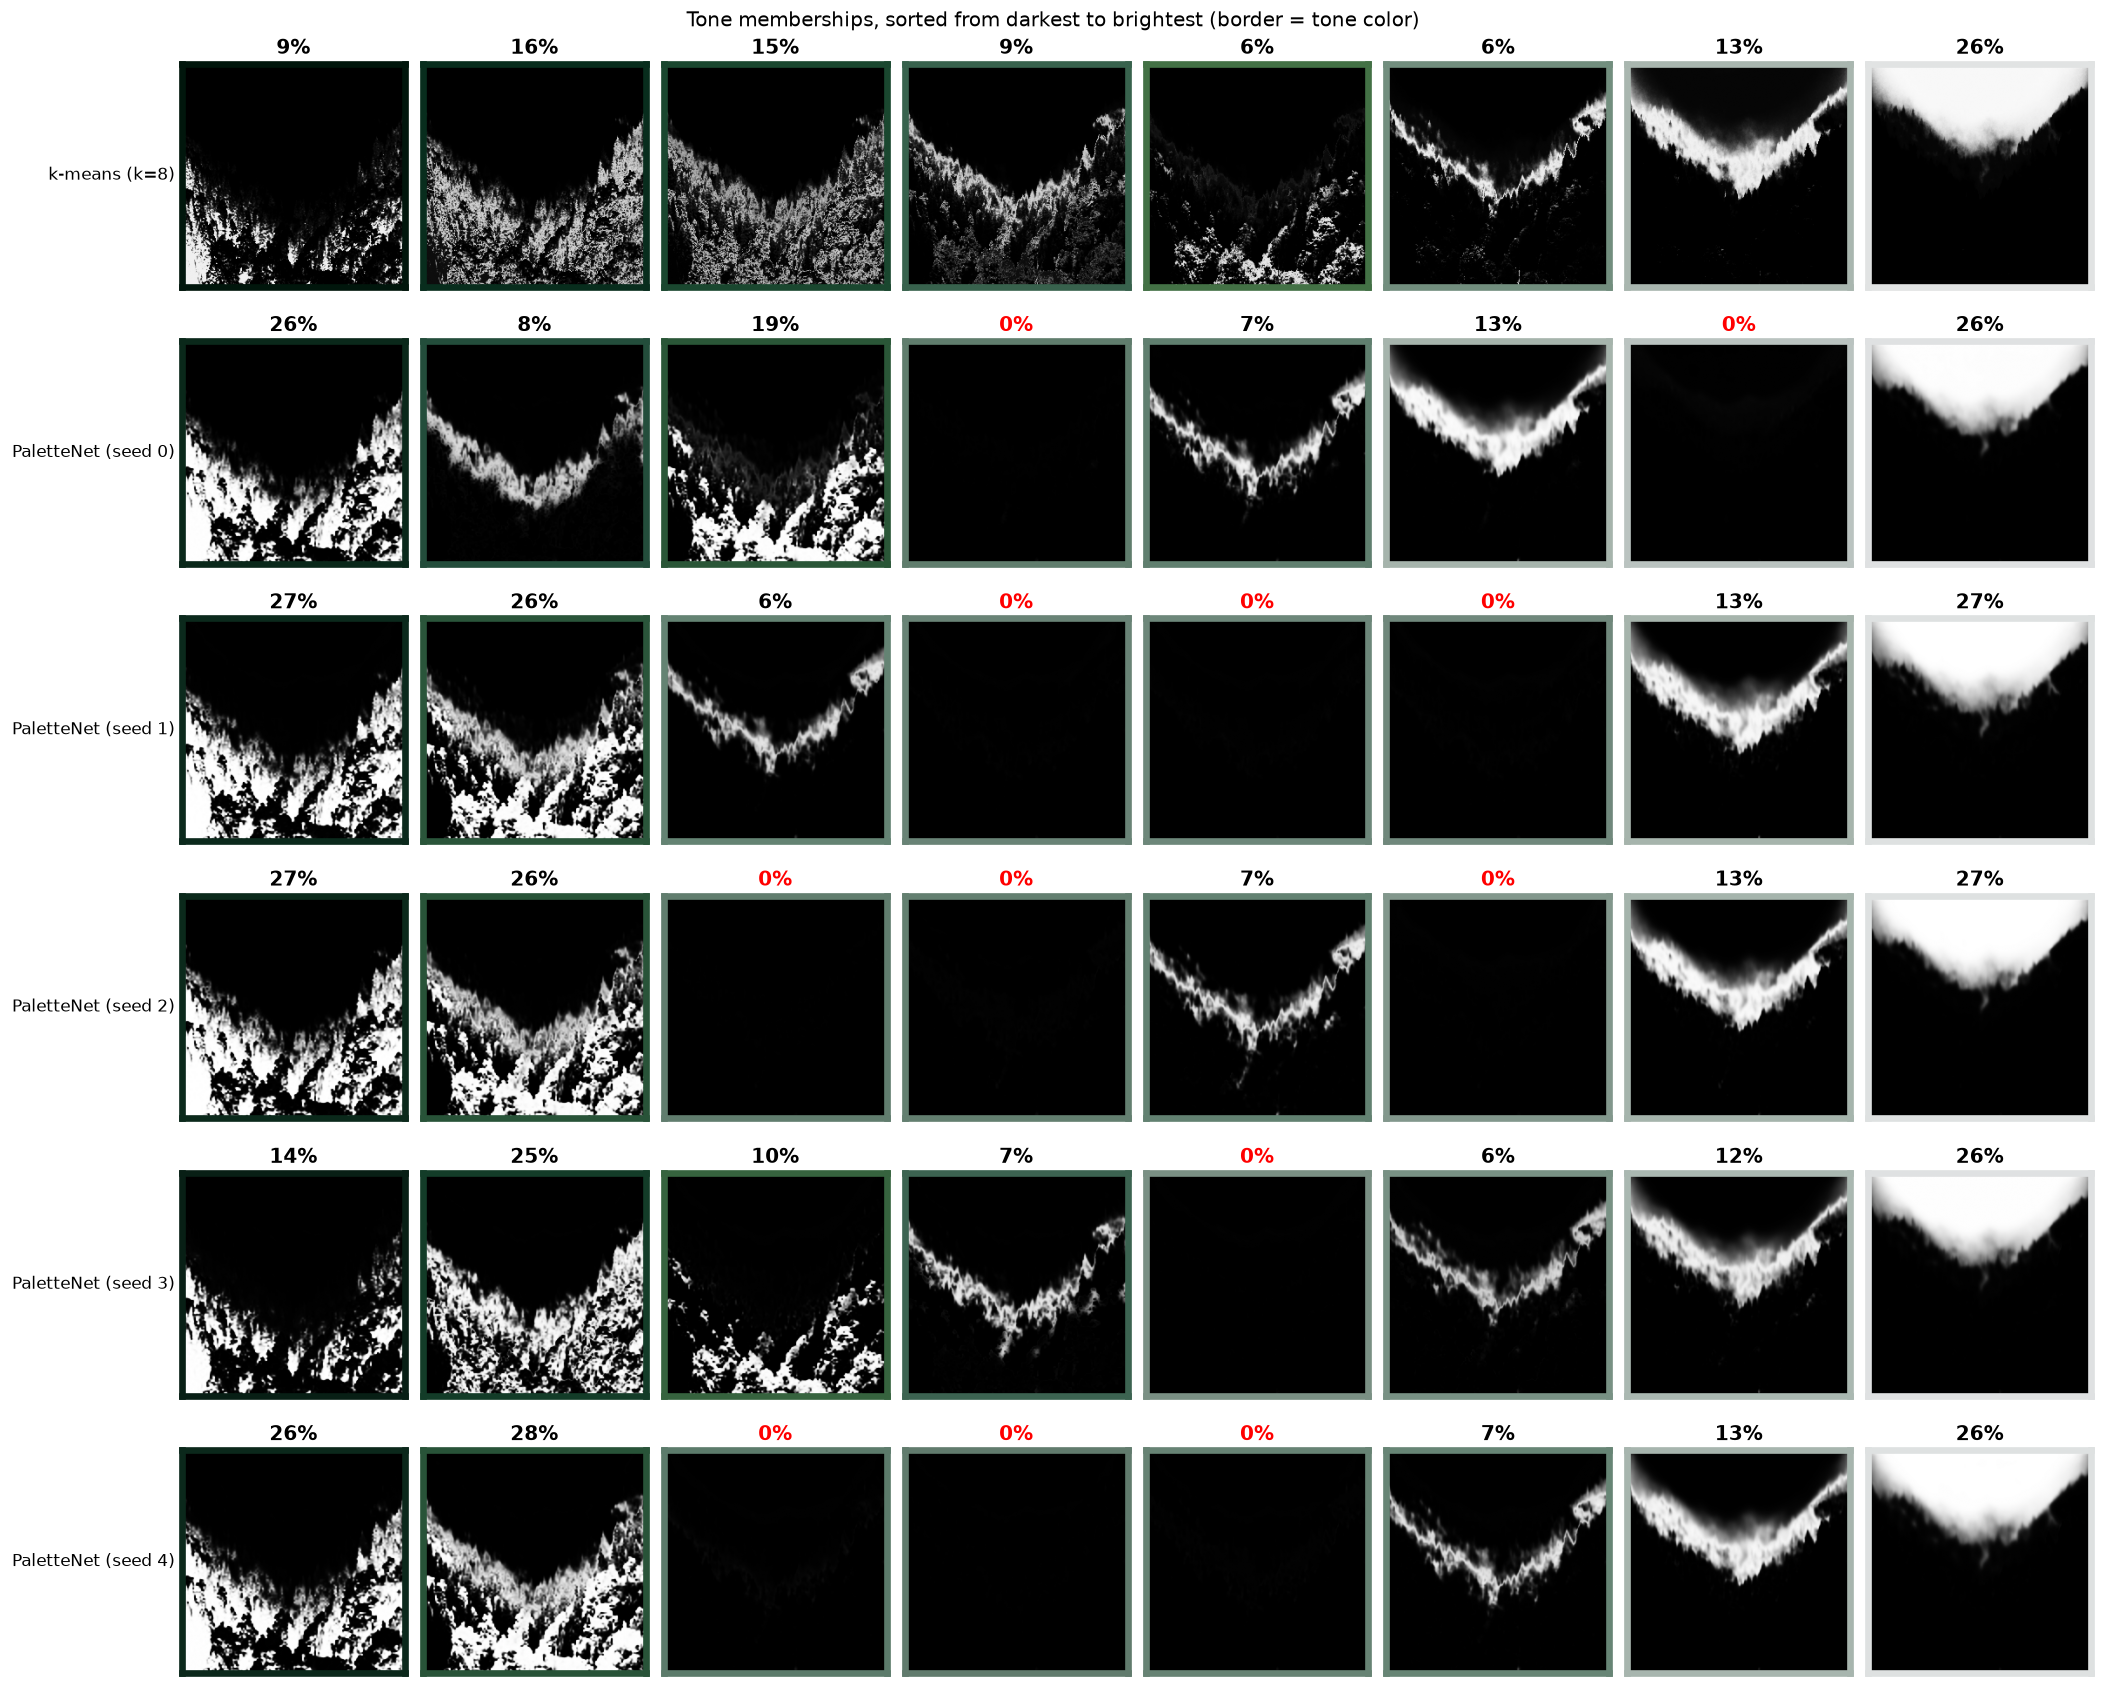 Tone memberships, sorted from darkest to brightest (border = tone color)
9% 16% 15% 9% 6% 6% 13% 26%
k-means (k=8)
26% 8% 19% 0% 7% 13% 0% 26%
PaletteNet (seed 0)
27% 26% 6% 0% 0% 0% 13% 27%
PaletteNet (seed 1)
27% 26% 0% 0% 7% 0% 13% 27%
PaletteNet (seed 2)
14% 25% 10% 7% 0% 6% 12% 26%
PaletteNet (seed 3)
26% 28% 0% 0% 0% 7% 13% 26%
PaletteNet (seed 4)